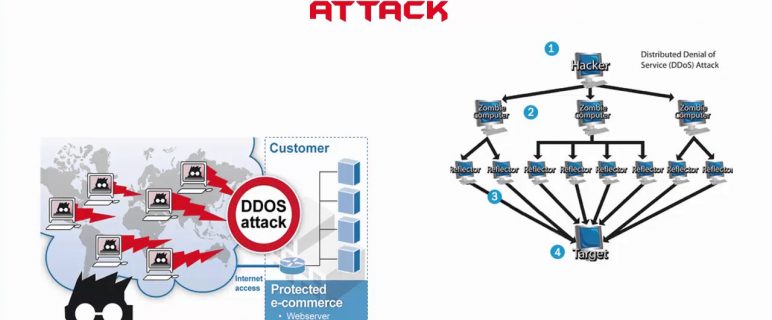 ATTACK
1
Hacker
Distributed Denial of
Service (DDoS) Attack
2
Zombie
Computer
Zombie
Computer
Zombie
Computer
Reflector
Reflector
Reflector
Reflector
Reflector
Reflector
Reflector
Reflector
3
4
Target
Customer
DDOS
attack
Internet
access
Protected
e-commerce
• Webserver